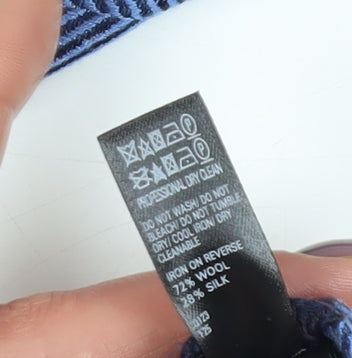 P
P
PROFESSIONAL DRY CLEAN
DO NOT WASH/ DO NOT
BLEACH/ DO NOT TUMBLE
DRY/ COOL IRON/ DRY
CLEANABLE
IRON ON REVERSE
72% WOOL
28% SILK